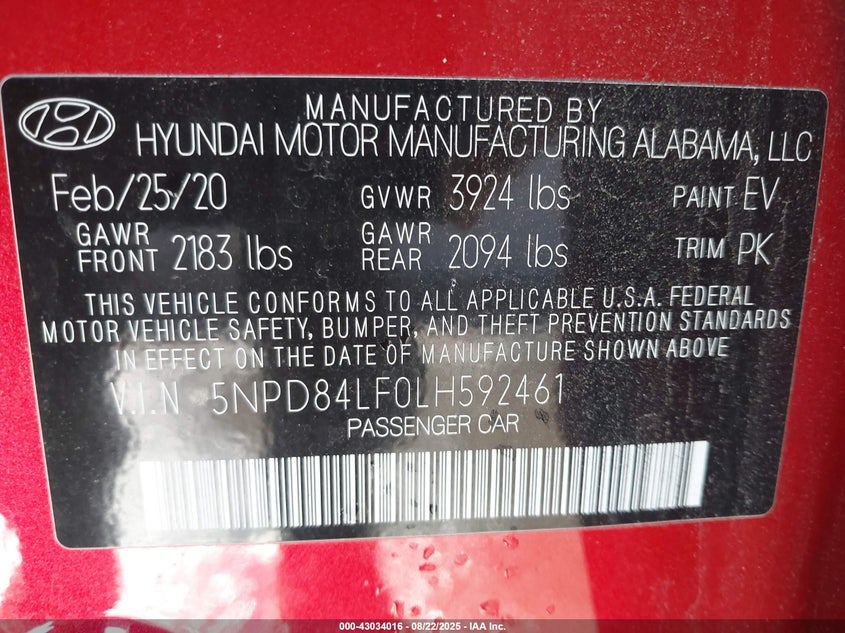 MANUFACTURED BY
HYUNDAI MOTOR MANUFACTURING ALABAMA, LLC
Feb/25/20 GVWR 3924 lbs PAINT EV
GAWR FRONT 2183 lbs GAWR REAR 2094 lbs TRIM PK
THIS VEHICLE CONFORMS TO ALL APPLICABLE U.S.A. FEDERAL
MOTOR VEHICLE SAFETY, BUMPER, AND THEFT PREVENTION STANDARDS
IN EFFECT ON THE DATE OF MANUFACTURE SHOWN ABOVE
V.I.N 5NPD84LF0LH592461
PASSENGER CAR
000-43034016 - 08/22/2025 - IAA Inc.